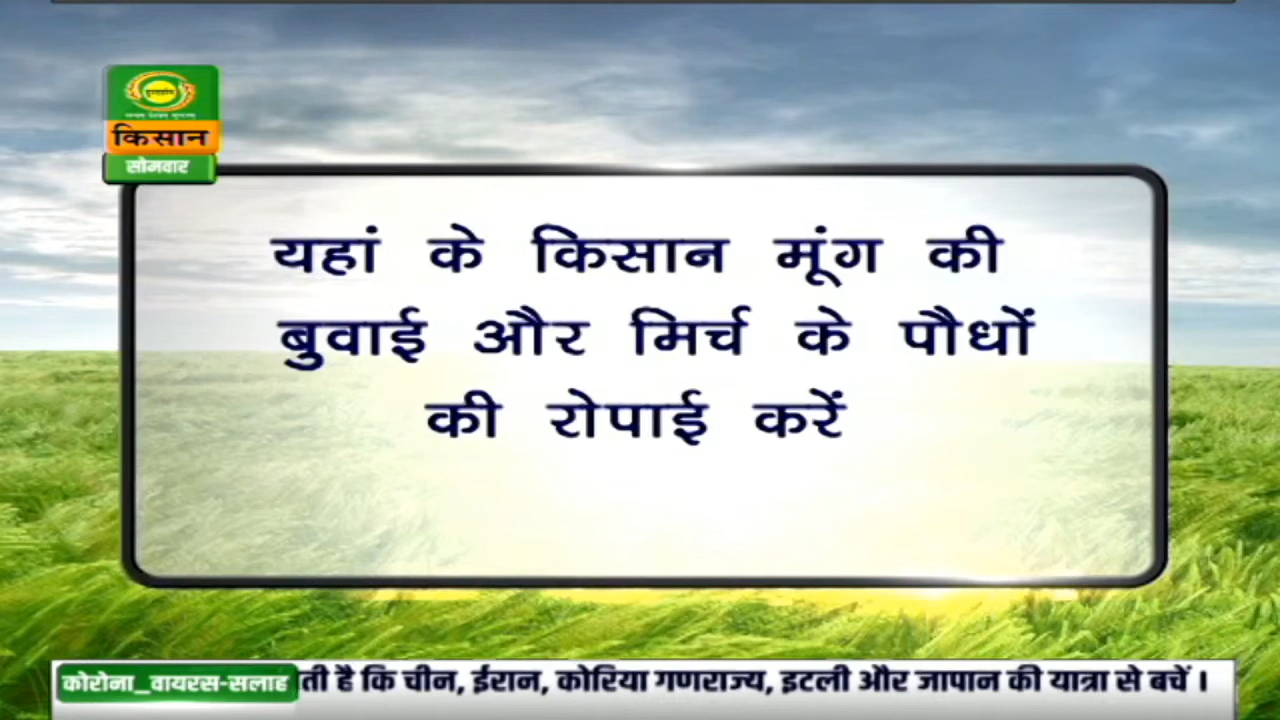 किसान
सोमवार
यहां के किसान मूंग की
बुवाई और मिर्च के पौधों
की रोपाई करें
कोरोना_वायरस-सलाह
ती है कि चीन, ईरान, कोरिया गणराज्य, इटली और जापान की यात्रा से बचें ।